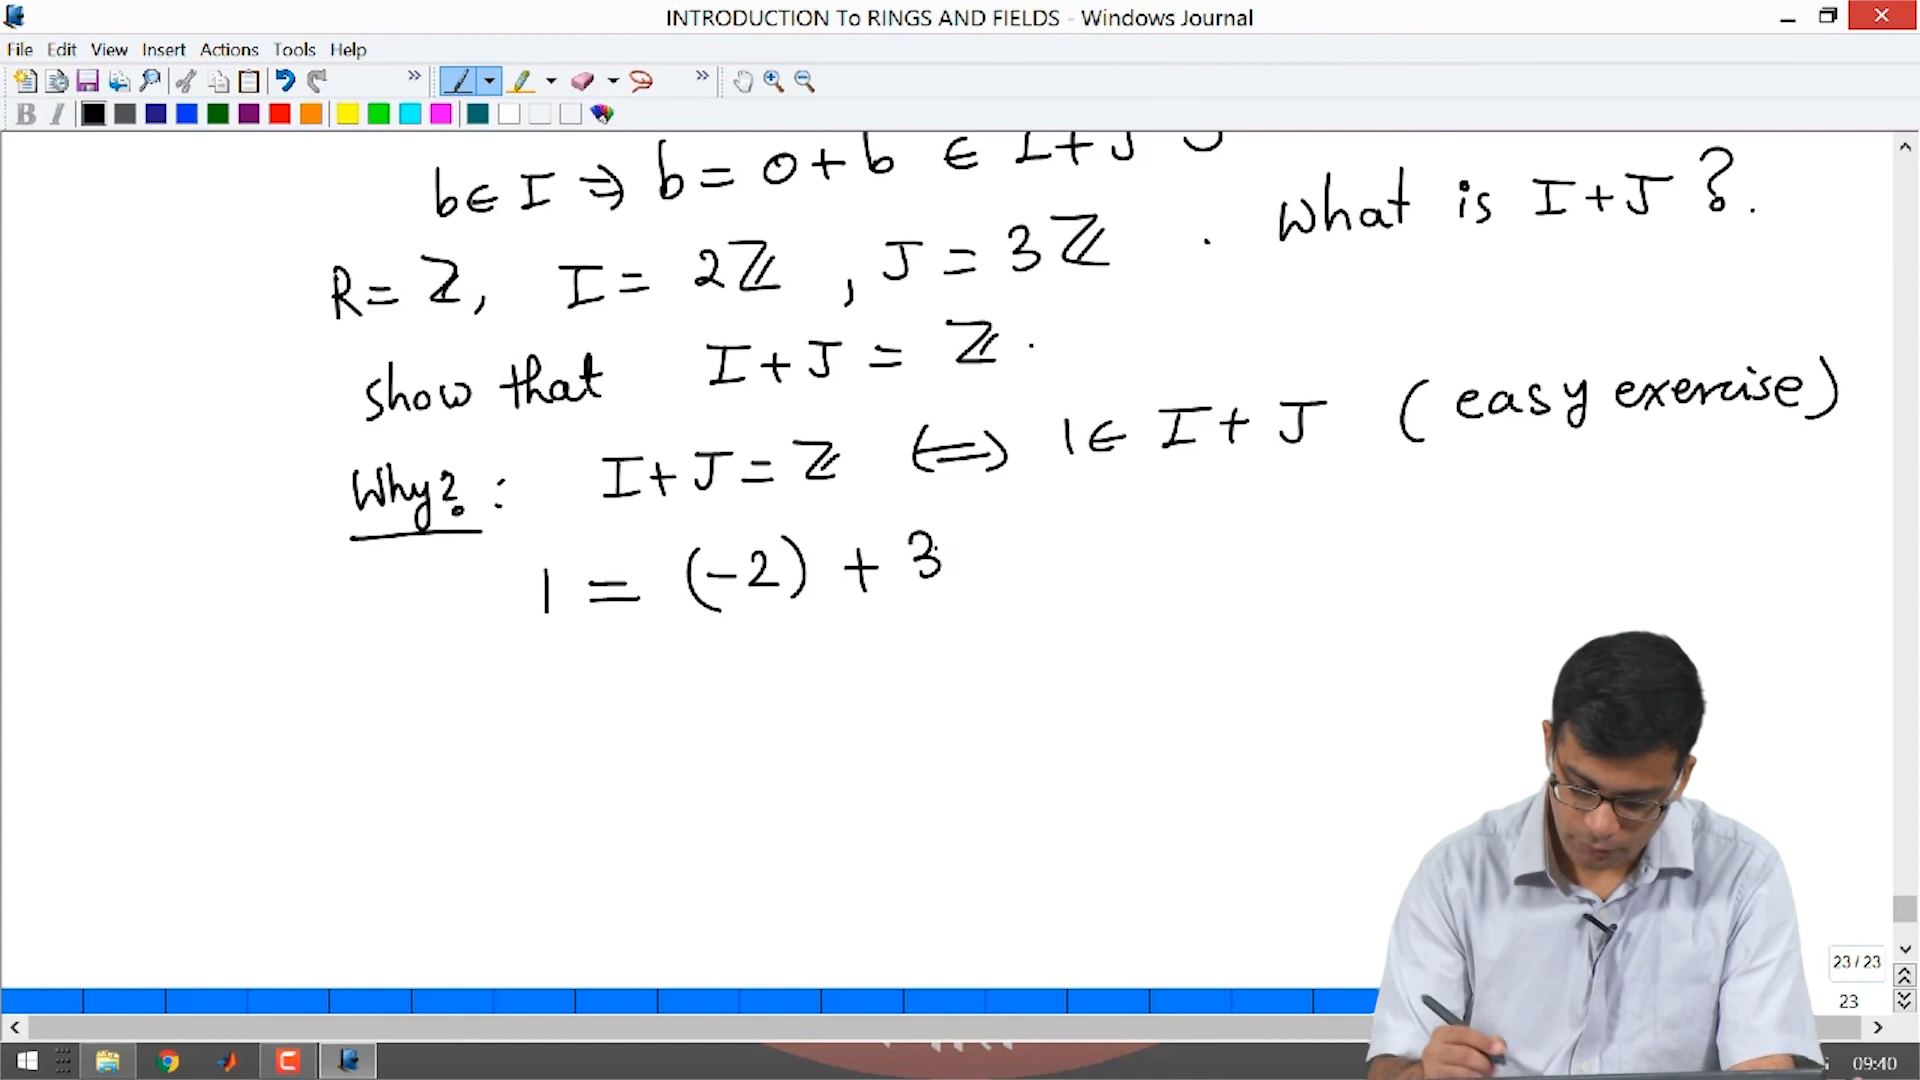 INTRODUCTION To RINGS AND FIELDS - Windows Journal
File Edit View Insert Actions Tools Help
B I
b ∈ I ⇒ b = 0 + b ∈ I + J
R = ℤ, I = 2ℤ, J = 3ℤ. What is I + J ?.
show that I + J = ℤ.
Why? : I + J = ℤ ⟺ 1 ∈ I + J (easy exercise)
1 = (-2) + 3
23 / 23
23
09:40